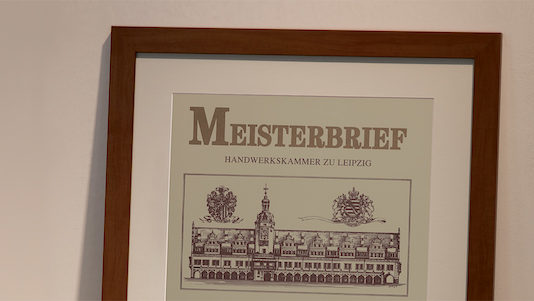 MEISTERBRIEF
HANDWERKSKAMMER ZU LEIPZIG